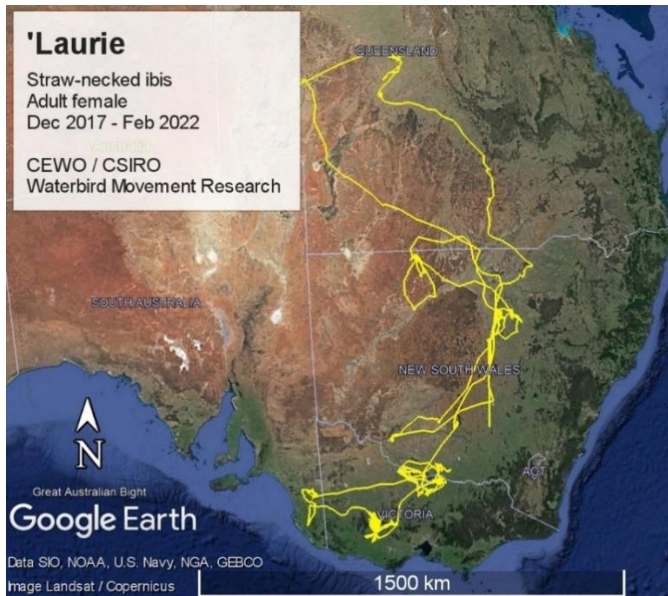 'Laurie
Straw-necked ibis
Adult female
Dec 2017 - Feb 2022
CEWO / CSIRO
Waterbird Movement Research
QUEENSLAND
SOUTH AUSTRALIA
NEW SOUTH WALES
N
ACT
Great Australian Bight
VICTORIA
Google Earth
Data SIO, NOAA, U.S. Navy, NGA, GEBCO
Image Landsat / Copernicus
1500 km